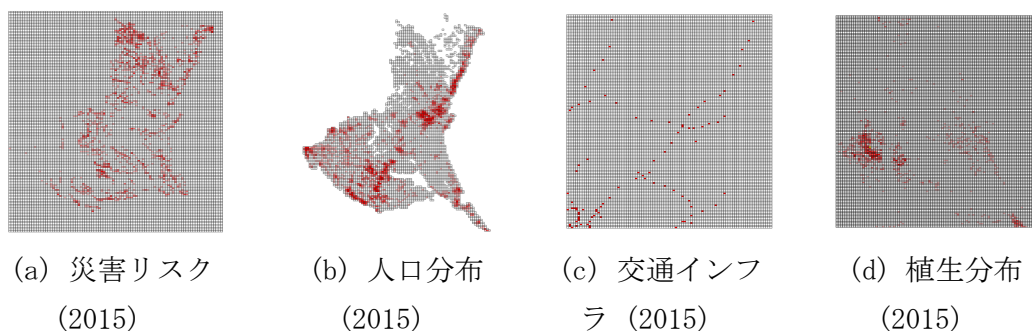 (a) 災害リスク
(2015)
(b) 人口分布
(2015)
(c) 交通インフ
ラ (2015)
(d) 植生分布
(2015)